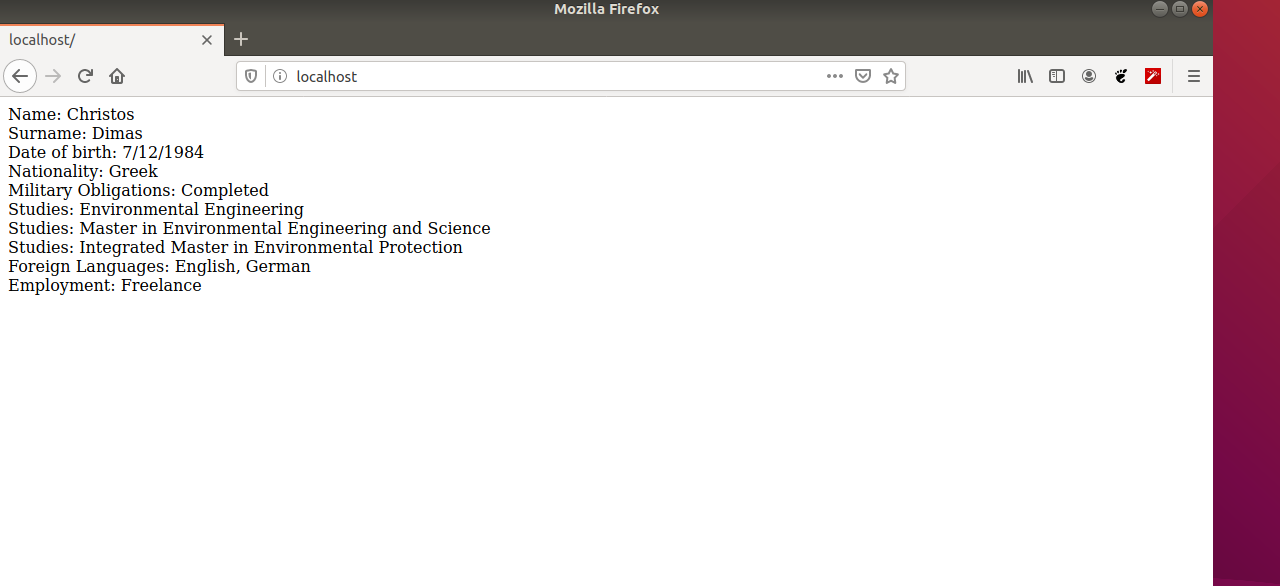 Mozilla Firefox
localhost/
localhost
Name: Christos
Surname: Dimas
Date of birth: 7/12/1984
Nationality: Greek
Military Obligations: Completed
Studies: Environmental Engineering
Studies: Master in Environmental Engineering and Science
Studies: Integrated Master in Environmental Protection
Foreign Languages: English, German
Employment: Freelance